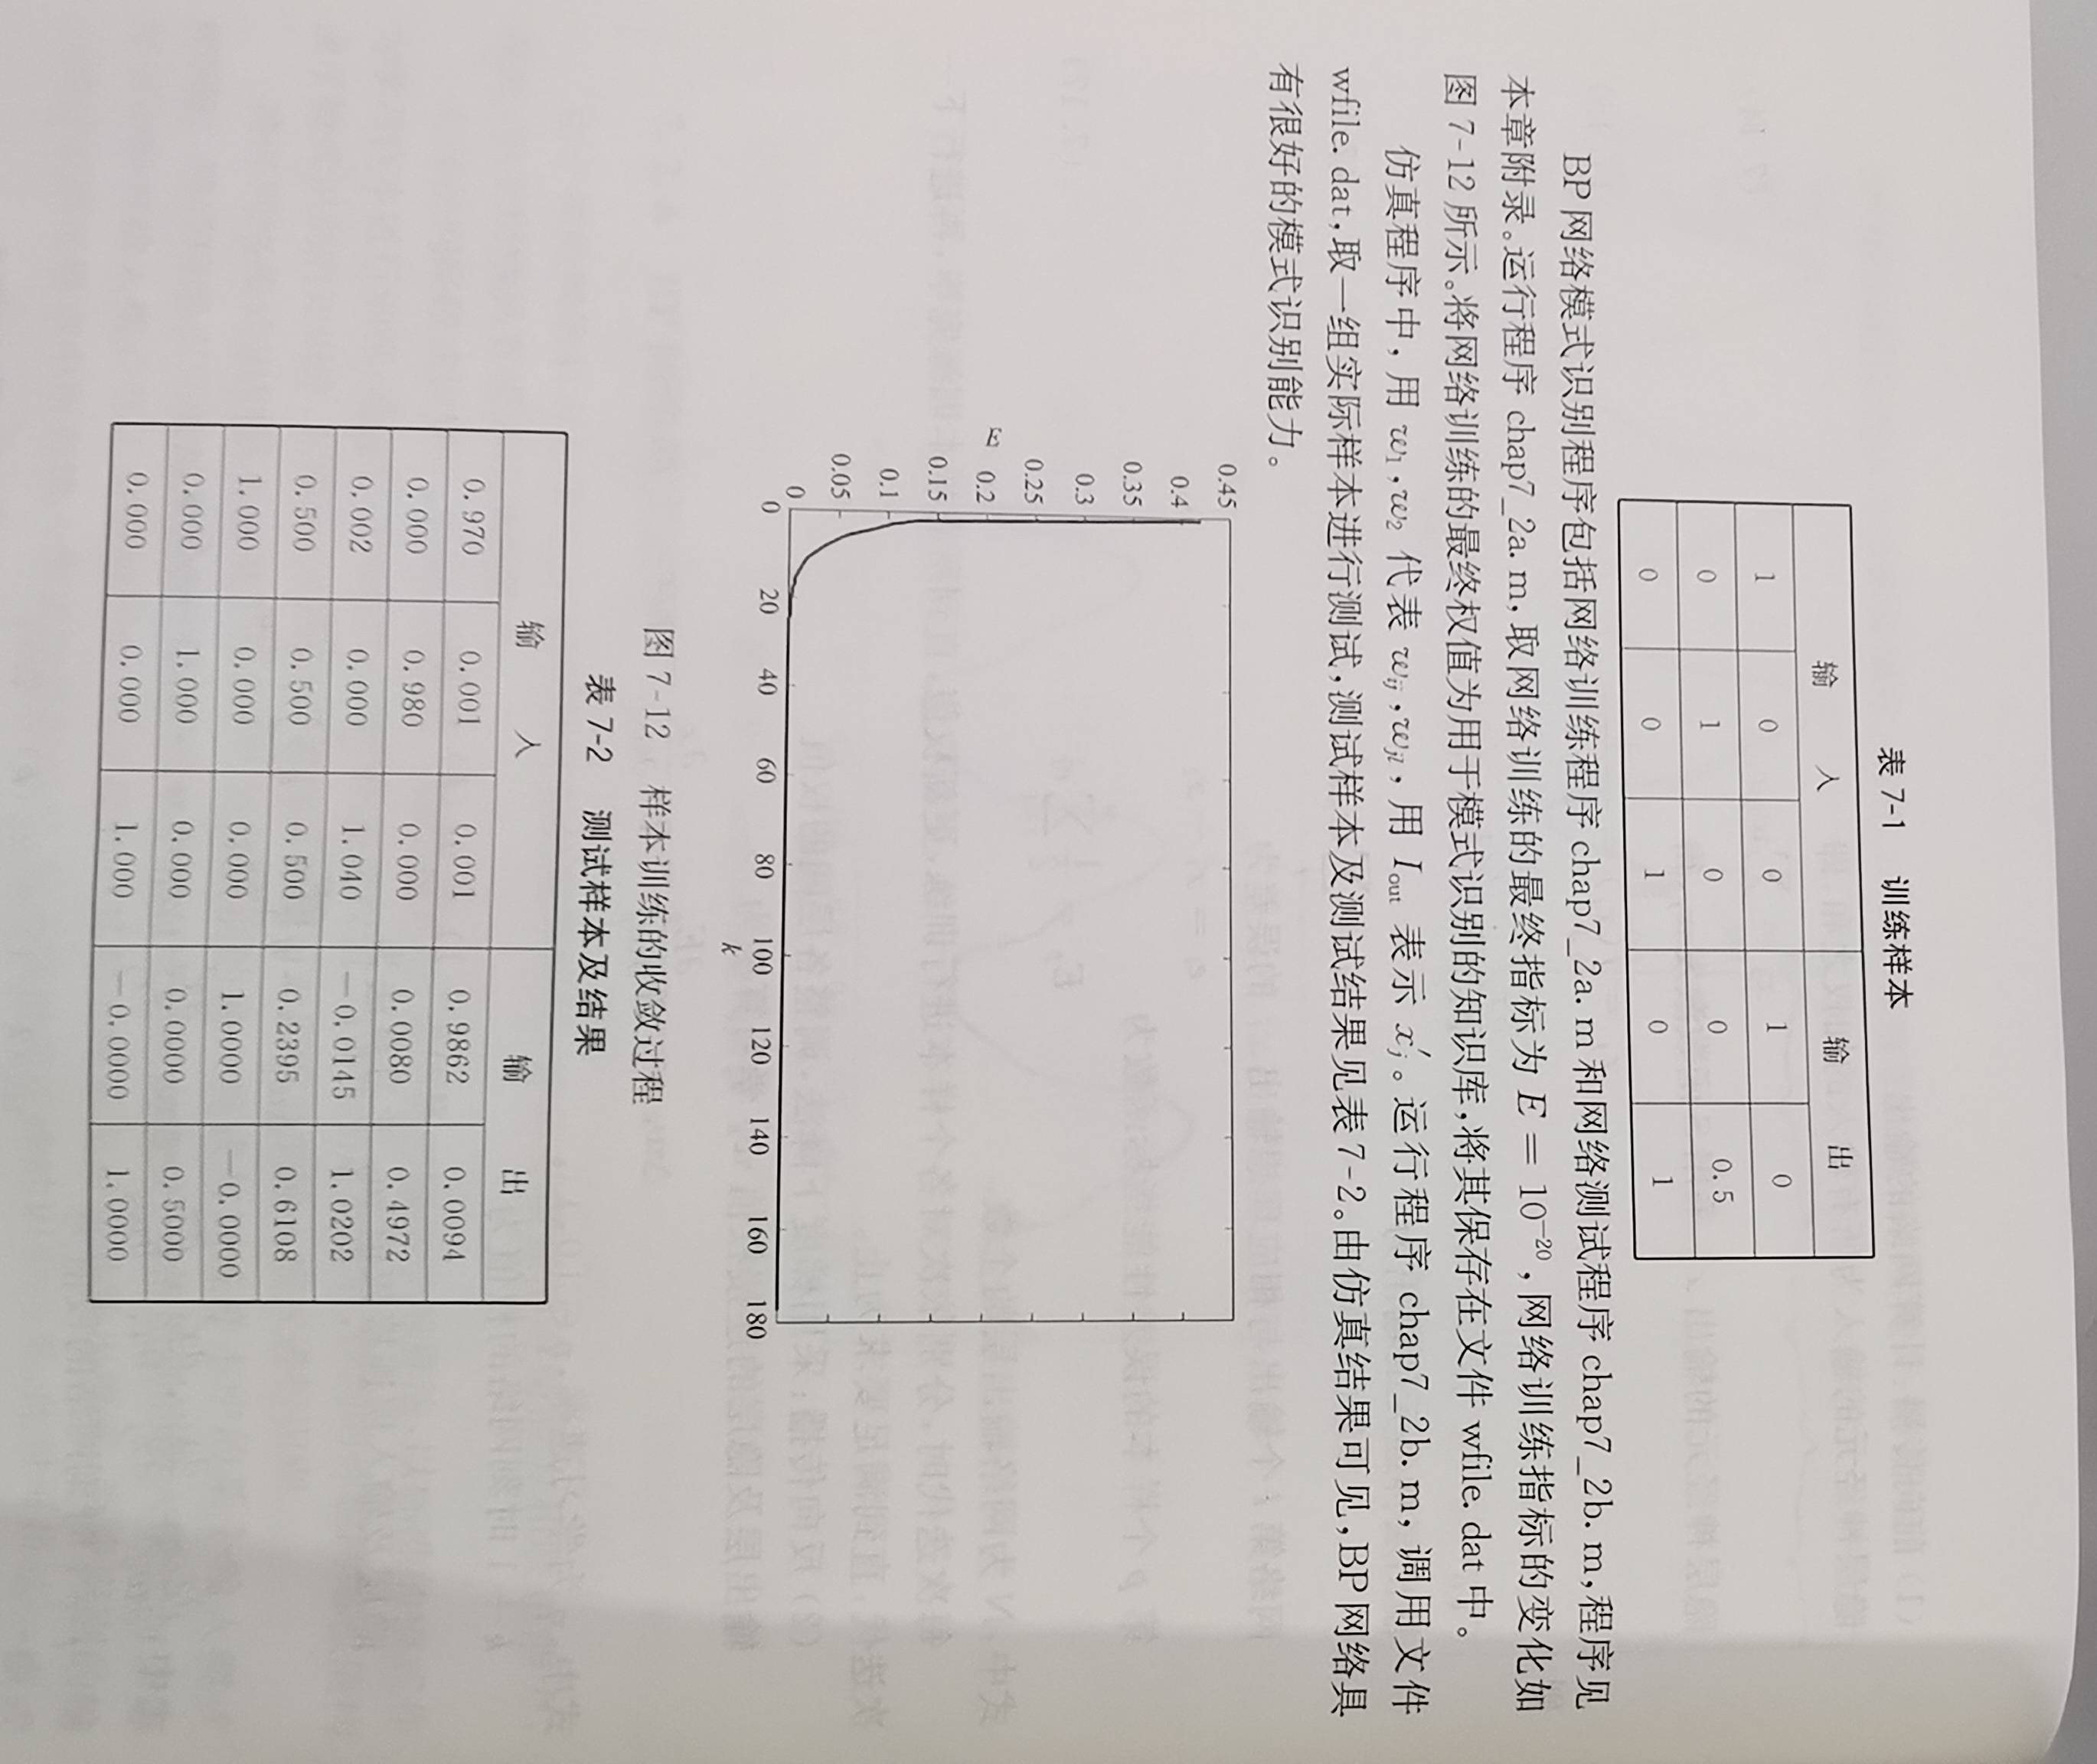 表 7-1 训练样本
输 入 输 出
1 0 0 1 0
0 1 0 0 0.5
0 0 1 0 1
BP 网络模式识别程序包括网络训练程序 chap7_2a. m 和网络测试程序 chap7_2b. m,程序见
本章附录。运行程序 chap7_2a. m,取网络训练的最终指标为 E = 10⁻²⁰,网络训练指标的变化如
图 7-12 所示。将网络训练的最终权值为用于模式识别的知识库,将其保存在文件 wfile. dat 中。
仿真程序中,用 w₁,w₂ 代表 wᵢⱼ,wⱼₗ,用 Iout 表示 x′ⱼ。运行程序 chap7_2b. m,调用文件
wfile. dat,取一组实际样本进行测试,测试样本及测试结果见表 7-2。由仿真结果可见,BP 网络具
有很好的模式识别能力。
0.45
0.4
0.35
0.3
0.25
E
0.2
0.15
0.1
0.05
0
0 20 40 60 80 100 120 140 160 180
k
图 7-12 样本训练的收敛过程
表 7-2 测试样本及结果
输 入 输 出
0.970 0.001 0.001 0.9862 0.0094
0.000 0.980 0.000 0.0080 0.4972
0.002 0.000 1.040 －0.0145 1.0202
0.500 0.500 0.500 0.2395 0.6108
1.000 0.000 0.000 1.0000 －0.0000
0.000 1.000 0.000 0.0000 0.5000
0.000 0.000 1.000 －0.0000 1.0000